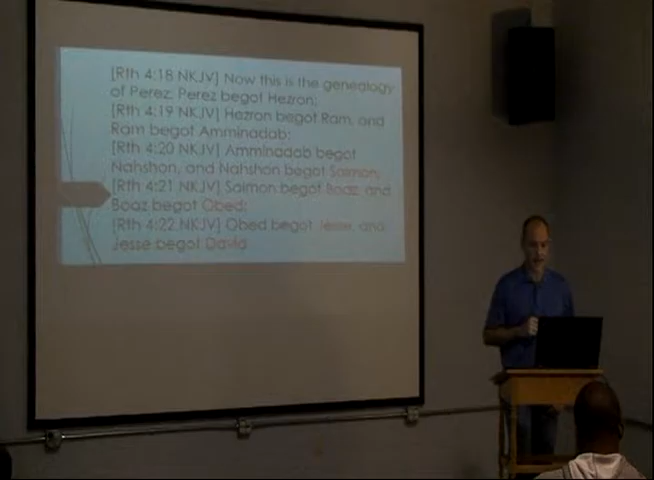 [Rth 4:18 NKJV] Now this is the genealogy
of Perez: Perez begot Hezron;
[Rth 4:19 NKJV] Hezron begot Ram, and
Ram begot Amminadab;
[Rth 4:20 NKJV] Amminadab begot
Nahshon, and Nahshon begot Salmon;
[Rth 4:21 NKJV] Salmon begot Boaz, and
Boaz begot Obed;
[Rth 4:22 NKJV] Obed begot Jesse, and
Jesse begot David